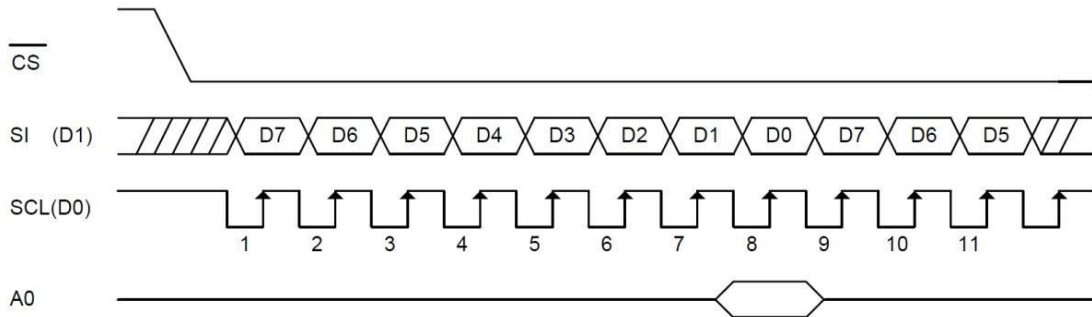 CS
SI (D1) D7 D6 D5 D4 D3 D2 D1 D0 D7 D6 D5
SCL(D0)
1 2 3 4 5 6 7 8 9 10 11
A0